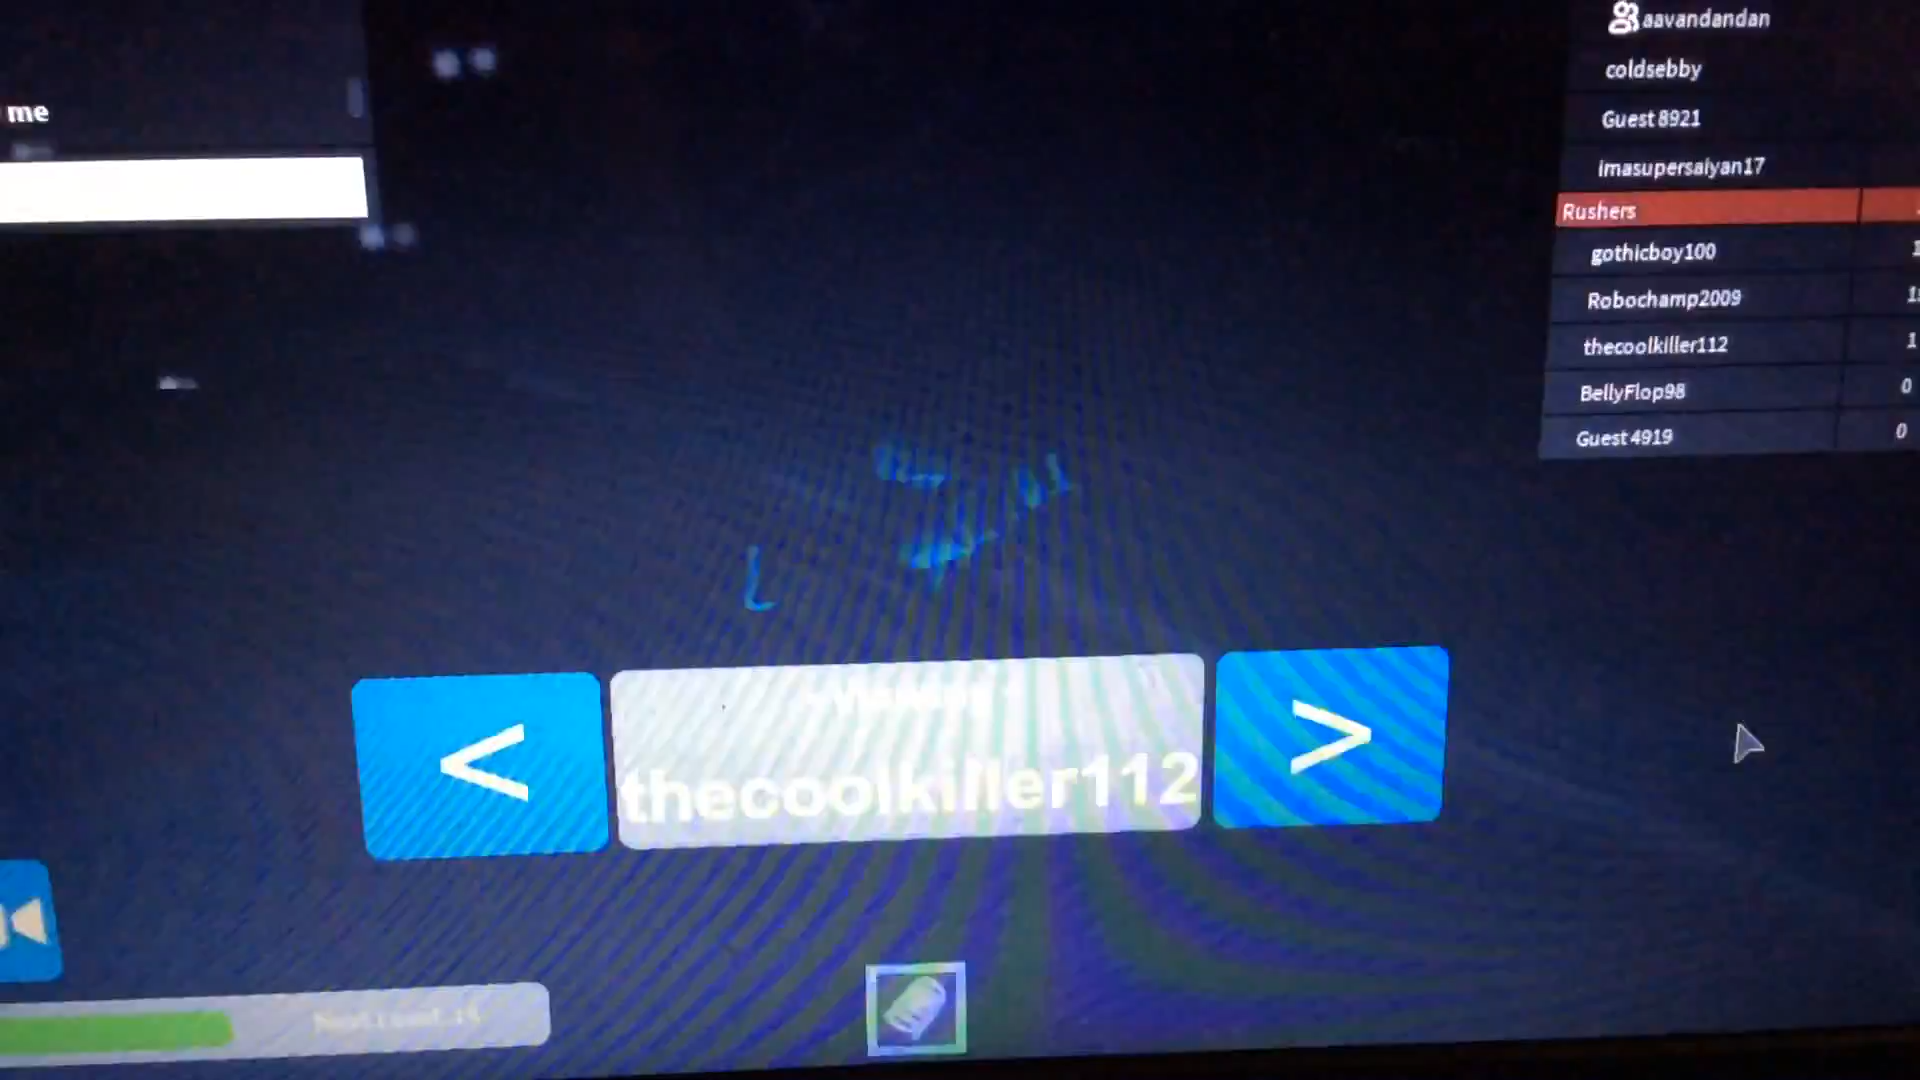 aavandandan
coldsebby
me
Guest 8921
imasupersaiyan17
Rushers
gothicboy100
Robochamp2009
thecoolkiller112
BellyFlop98 0
Guest 4919 0
< thecoolkiller112 >